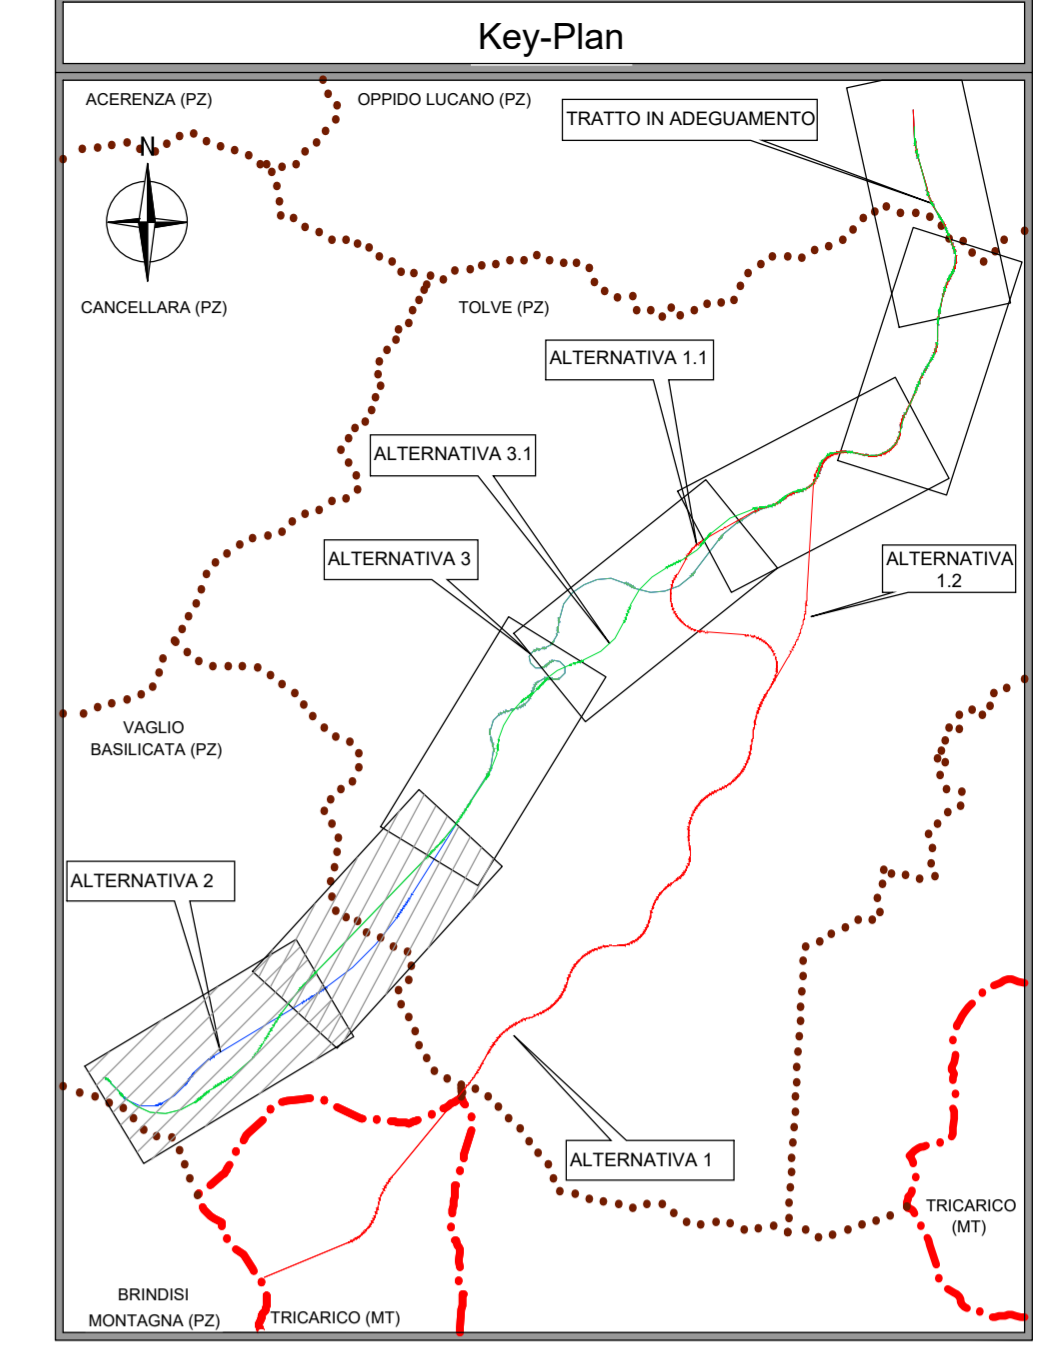 Key-Plan
ACERENZA (PZ)
OPPIDO LUCANO (PZ)
TRATTO IN ADEGUAMENTO
N
CANCELLARA (PZ)
TOLVE (PZ)
ALTERNATIVA 1.1
ALTERNATIVA 3.1
ALTERNATIVA 3
ALTERNATIVA
1.2
VAGLIO
BASILICATA (PZ)
ALTERNATIVA 2
ALTERNATIVA 1
TRICARICO
(MT)
BRINDISI
MONTAGNA (PZ)
TRICARICO (MT)